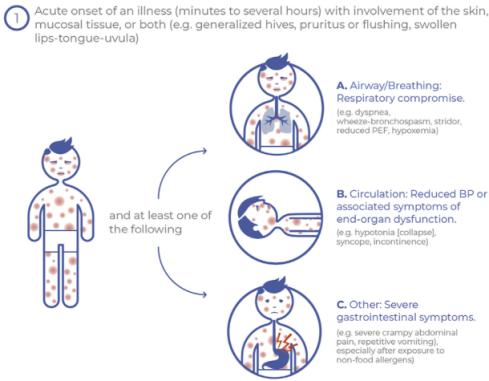 1 Acute onset of an illness (minutes to several hours) with involvement of the skin,
mucosal tissue, or both (e.g. generalized hives, pruritus or flushing, swollen
lips-tongue-uvula)
and at least one of
the following
A. Airway/Breathing:
Respiratory compromise.
(e.g. dyspnea,
wheeze-bronchospasm, stridor,
reduced PEF, hypoxemia)
B. Circulation: Reduced BP or
associated symptoms of
end-organ dysfunction.
(e.g. hypotonia [collapse],
syncope, incontinence)
C. Other: Severe
gastrointestinal symptoms.
(e.g. severe crampy abdominal
pain, repetitive vomiting),
especially after exposure to
non-food allergens)